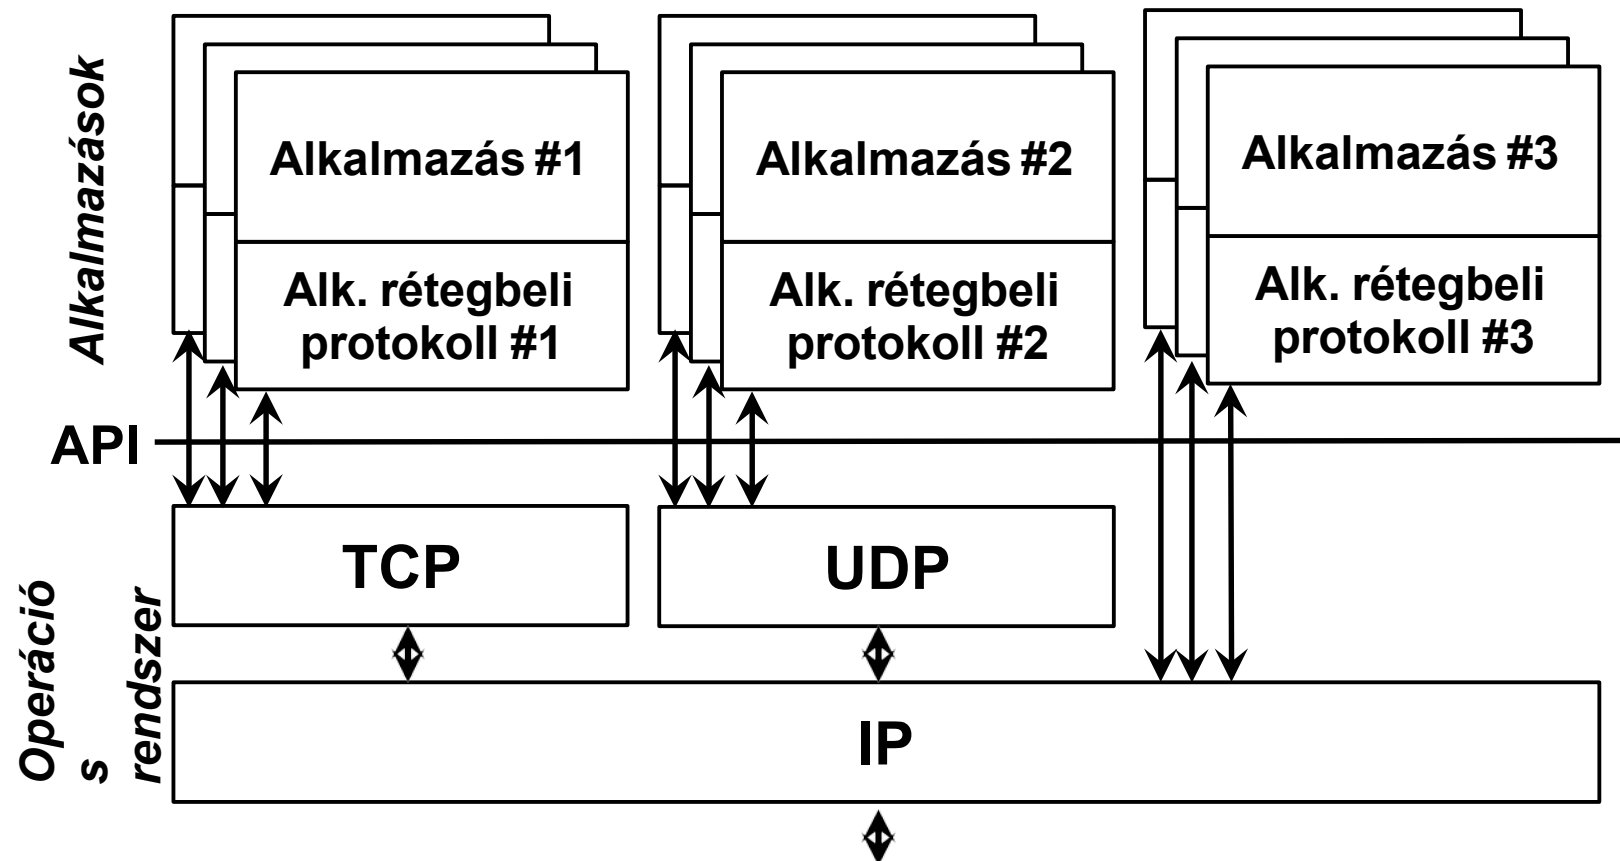 Alkalmazások
Alkalmazás #1
Alkalmazás #2
Alkalmazás #3
Alk. rétegbeli
protokoll #1
Alk. rétegbeli
protokoll #2
Alk. rétegbeli
protokoll #3
API
TCP
UDP
Operáció
s
rendszer
IP